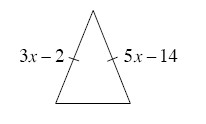 3x – 2
5x – 14